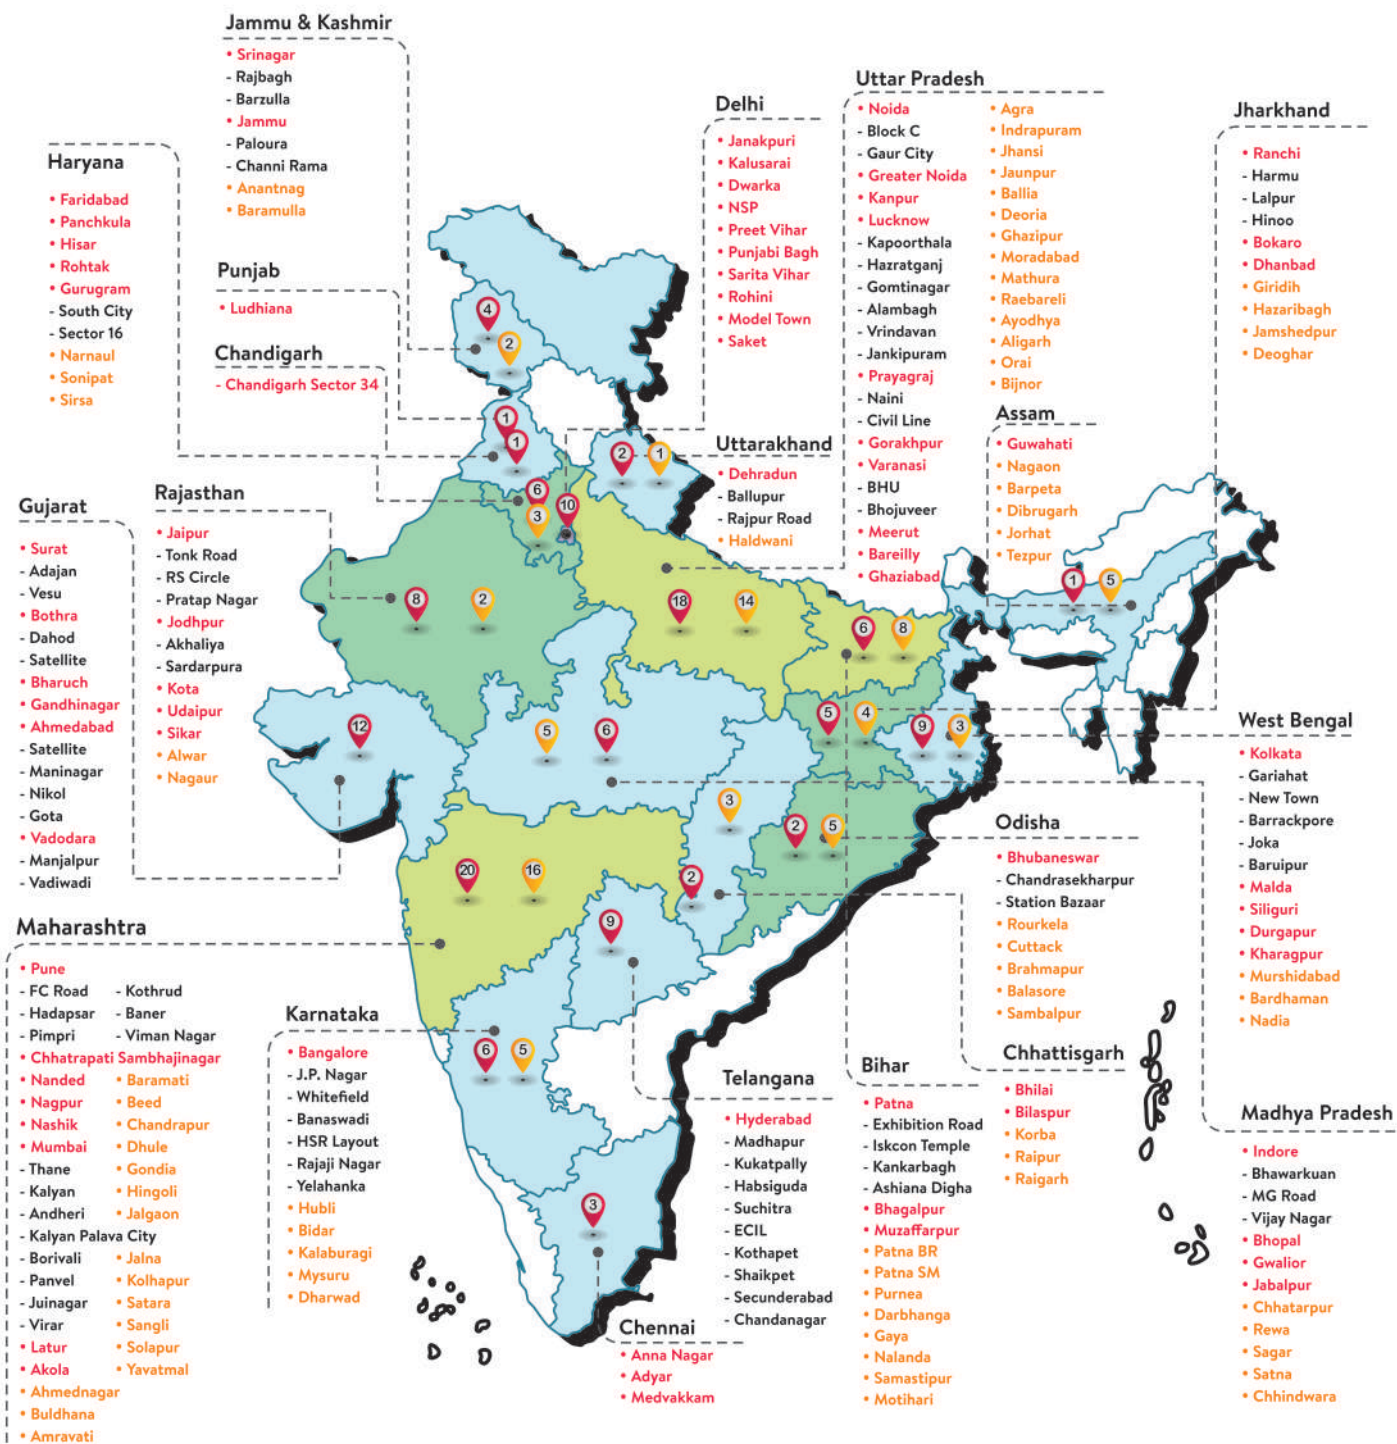 Jammu & Kashmir
• Srinagar
- Rajbagh
- Barzulla
• Jammu
- Paloura
- Channi Rama
• Anantnag
• Baramulla
Haryana
• Faridabad
• Panchkula
• Hisar
• Rohtak
• Gurugram
- South City
- Sector 16
• Narnaul
• Sonipat
• Sirsa
Punjab
• Ludhiana
Chandigarh
- Chandigarh Sector 34
Delhi
• Janakpuri
• Kalusarai
• Dwarka
• NSP
• Preet Vihar
• Punjabi Bagh
• Sarita Vihar
• Rohini
• Model Town
• Saket
Uttar Pradesh
• Noida
- Block C
- Gaur City
• Greater Noida
• Kanpur
• Lucknow
- Kapoorthala
- Hazratganj
- Gomtinagar
- Alambagh
- Vrindavan
- Jankipuram
• Prayagraj
- Naini
- Civil Line
• Gorakhpur
• Varanasi
- BHU
- Bhojuveer
• Meerut
• Bareilly
• Ghaziabad
• Agra
• Indrapuram
• Jhansi
• Jaunpur
• Ballia
• Deoria
• Ghazipur
• Moradabad
• Mathura
• Raebareli
• Ayodhya
• Aligarh
• Orai
• Bijnor
Jharkhand
• Ranchi
- Harmu
- Lalpur
- Hinoo
• Bokaro
• Dhanbad
• Giridih
• Hazaribagh
• Jamshedpur
• Deoghar
Assam
• Guwahati
• Nagaon
• Barpeta
• Dibrugarh
• Jorhat
• Tezpur
Uttarakhand
• Dehradun
- Ballupur
- Rajpur Road
• Haldwani
Gujarat
• Surat
- Adajan
- Vesu
• Bothra
- Dahod
- Satellite
• Bharuch
• Gandhinagar
• Ahmedabad
- Satellite
- Maninagar
- Nikol
- Gota
• Vadodara
- Manjalpur
- Vadiwadi
Rajasthan
• Jaipur
- Tonk Road
- RS Circle
- Pratap Nagar
• Jodhpur
- Akhaliya
- Sardarpura
• Kota
• Udaipur
• Sikar
• Alwar
• Nagaur
4
2
1
1
2
1
6
10
3
8
2
18
14
6
8
1
5
12
5
6
5
4
9
3
3
2
5
20
16
2
9
6
5
3
West Bengal
• Kolkata
- Gariahat
- New Town
- Barrackpore
- Joka
- Baruipur
• Malda
• Siliguri
• Durgapur
• Kharagpur
• Murshidabad
• Bardhaman
• Nadia
Odisha
• Bhubaneswar
- Chandrasekharpur
- Station Bazaar
• Rourkela
• Cuttack
• Brahmapur
• Balasore
• Sambalpur
Maharashtra
• Pune
- FC Road - Kothrud
- Hadapsar - Baner
- Pimpri - Viman Nagar
• Chhatrapati Sambhajinagar
• Nanded • Baramati
• Nagpur • Beed
• Nashik • Chandrapur
• Mumbai • Dhule
- Thane • Gondia
- Kalyan • Hingoli
- Andheri • Jalgaon
- Kalyan Palava City
- Borivali • Jalna
- Panvel • Kolhapur
- Juinagar • Satara
- Virar • Sangli
• Latur • Solapur
• Akola • Yavatmal
• Ahmednagar
• Buldhana
• Amravati
Karnataka
• Bangalore
- J.P. Nagar
- Whitefield
- Banaswadi
- HSR Layout
- Rajaji Nagar
- Yelahanka
• Hubli
• Bidar
• Kalaburagi
• Mysuru
• Dharwad
Chennai
• Anna Nagar
• Adyar
• Medvakkam
Telangana
• Hyderabad
- Madhapur
- Kukatpally
- Habsiguda
- Suchitra
- ECIL
- Kothapet
- Shaikpet
- Secunderabad
- Chandanagar
Bihar
• Patna
- Exhibition Road
- Iskcon Temple
- Kankarbagh
- Ashiana Digha
• Bhagalpur
• Muzaffarpur
• Patna BR
• Patna SM
• Purnea
• Darbhanga
• Gaya
• Nalanda
• Samastipur
• Motihari
Chhattisgarh
• Bhilai
• Bilaspur
• Korba
• Raipur
• Raigarh
Madhya Pradesh
• Indore
- Bhawarkuan
- MG Road
- Vijay Nagar
• Bhopal
• Gwalior
• Jabalpur
• Chhatarpur
• Rewa
• Sagar
• Satna
• Chhindwara